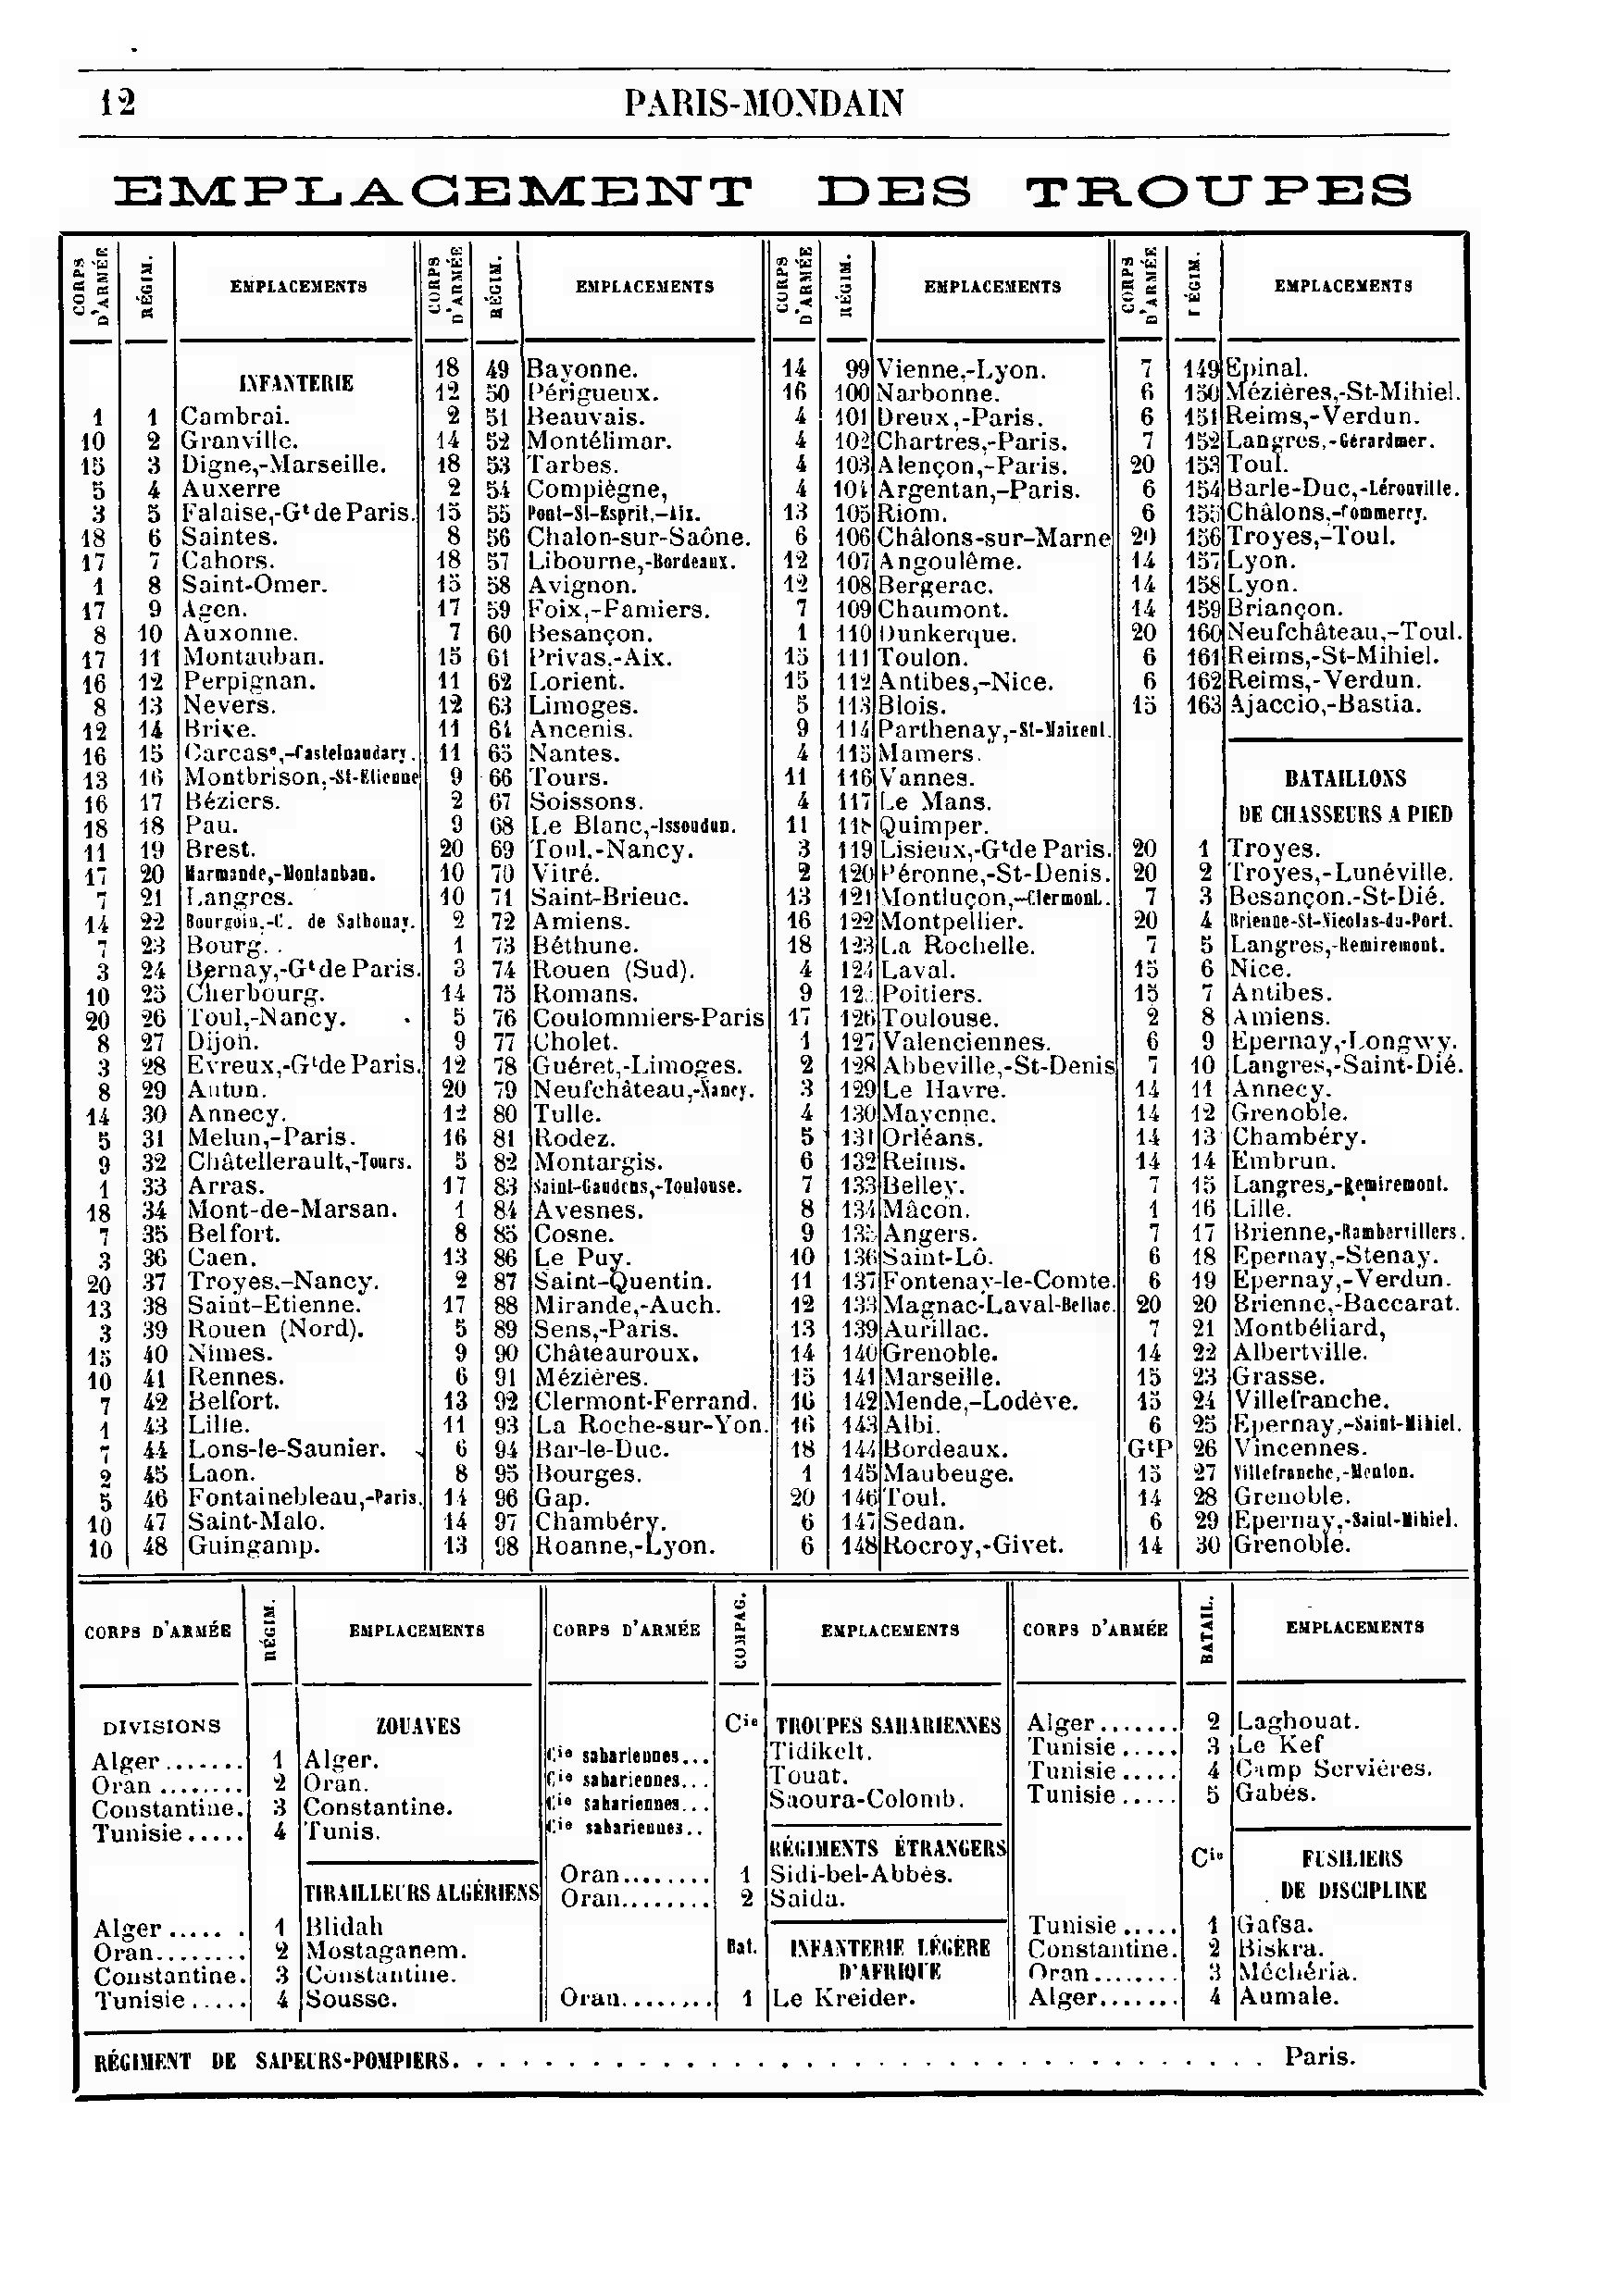 12
PARIS-MONDAIN
EMPLACEMENT DES TROUPES
CORPS D'ARMÉE RÉGIM. EMPLACEMENTS
INFANTERIE
1 1 Cambrai.
10 2 Granville.
15 3 Digne,-Marseille.
5 4 Auxerre
3 5 Falaise,-Gt de Paris.
18 6 Saintes.
17 7 Cahors.
1 8 Saint-Omer.
17 9 Agen.
8 10 Auxonne.
17 11 Montauban.
16 12 Perpignan.
8 13 Nevers.
12 14 Brive.
16 15 Carcase,-Castelnaudary.
13 16 Montbrison,-St-Etienne
16 17 Béziers.
18 18 Pau.
11 19 Brest.
17 20 Marmande,-Montauban.
7 21 Langres.
14 22 Bourgoin,-C. de Sathonay.
7 23 Bourg.
3 24 Bernay,-Gt de Paris.
10 25 Cherbourg.
20 26 Toul,-Nancy.
8 27 Dijon.
3 28 Evreux,-Gt de Paris.
8 29 Autun.
14 30 Annecy.
5 31 Melun,-Paris.
9 32 Châtellerault,-Tours.
1 33 Arras.
18 34 Mont-de-Marsan.
7 35 Belfort.
3 36 Caen.
20 37 Troyes.-Nancy.
13 38 Saint-Etienne.
3 39 Rouen (Nord).
15 40 Nimes.
10 41 Rennes.
7 42 Belfort.
1 43 Lille.
7 44 Lons-le-Saunier.
2 45 Laon.
5 46 Fontainebleau,-Paris.
10 47 Saint-Malo.
10 48 Guingamp.
CORPS D'ARMÉE RÉGIM. EMPLACEMENTS
18 49 Bayonne.
12 50 Périgueux.
2 51 Beauvais.
14 52 Montélimar.
18 53 Tarbes.
2 54 Compiègne,
15 55 Pont-St-Esprit,-Aix.
8 56 Chalon-sur-Saône.
18 57 Libourne,-Bordeaux.
15 58 Avignon.
17 59 Foix,-Pamiers.
7 60 Besançon.
15 61 Privas,-Aix.
11 62 Lorient.
12 63 Limoges.
11 64 Ancenis.
11 65 Nantes.
9 66 Tours.
2 67 Soissons.
9 68 Le Blanc,-Issoudun.
20 69 Toul.-Nancy.
10 70 Vitré.
10 71 Saint-Brieuc.
2 72 Amiens.
1 73 Béthune.
3 74 Rouen (Sud).
14 75 Romans.
5 76 Coulommiers-Paris
9 77 Cholet.
12 78 Guéret,-Limoges.
20 79 Neufchâteau,-Nancy.
12 80 Tulle.
16 81 Rodez.
5 82 Montargis.
17 83 Saint-Gaudens,-Toulouse.
1 84 Avesnes.
8 85 Cosne.
13 86 Le Puy.
2 87 Saint-Quentin.
17 88 Mirande,-Auch.
5 89 Sens,-Paris.
9 90 Châteauroux.
6 91 Mézières.
13 92 Clermont-Ferrand.
11 93 La Roche-sur-Yon.
6 94 Bar-le-Duc.
8 95 Bourges.
14 96 Gap.
14 97 Chambéry.
13 98 Roanne,-Lyon.
CORPS D'ARMÉE RÉGIM. EMPLACEMENTS
14 99 Vienne,-Lyon.
16 100 Narbonne.
4 101 Dreux,-Paris.
4 102 Chartres,-Paris.
4 103 Alençon,-Paris.
4 104 Argentan,-Paris.
13 105 Riom.
6 106 Châlons-sur-Marne
12 107 Angoulême.
12 108 Bergerac.
7 109 Chaumont.
1 110 Dunkerque.
15 111 Toulon.
15 112 Antibes,-Nice.
5 113 Blois.
9 114 Parthenay,-St-Maixent.
4 115 Mamers.
11 116 Vannes.
4 117 Le Mans.
11 118 Quimper.
3 119 Lisieux,-Gt de Paris.
2 120 Péronne,-St-Denis.
13 121 Montluçon,-Clermont.
16 122 Montpellier.
18 123 La Rochelle.
4 124 Laval.
9 12 Poitiers.
17 126 Toulouse.
1 127 Valenciennes.
2 128 Abbeville,-St-Denis
3 129 Le Havre.
4 130 Mayenne.
5 131 Orléans.
6 132 Reims.
7 133 Belley.
8 134 Mâcon.
9 135 Angers.
10 136 Saint-Lô.
11 137 Fontenay-le-Comte.
12 133 Magnac-Laval-Bellac.
13 139 Aurillac.
14 140 Grenoble.
15 141 Marseille.
16 142 Mende,-Lodève.
16 143 Albi.
18 144 Bordeaux.
1 145 Maubeuge.
20 146 Toul.
6 147 Sedan.
6 148 Rocroy,-Givet.
CORPS D'ARMÉE RÉGIM. EMPLACEMENTS
7 149 Epinal.
6 150 Mézières,-St-Mihiel.
6 151 Reims,-Verdun.
7 152 Langres,-Gérardmer.
20 153 Toul.
6 154 Barle-Duc,-Lérouville.
6 155 Châlons,-Commercy.
20 156 Troyes,-Toul.
14 157 Lyon.
14 158 Lyon.
14 159 Briançon.
20 160 Neufchâteau,-Toul.
6 161 Reims,-St-Mihiel.
6 162 Reims,-Verdun.
15 163 Ajaccio,-Bastia.
BATAILLONS
DE CHASSEURS A PIED
20 1 Troyes.
20 2 Troyes,-Lunéville.
7 3 Besançon.-St-Dié.
20 4 Brienne-St-Nicolas-du-Port.
7 5 Langres,-Remiremont.
15 6 Nice.
15 7 Antibes.
2 8 Amiens.
6 9 Epernay,-Longwy.
7 10 Langres,-Saint-Dié.
14 11 Annecy.
14 12 Grenoble.
14 13 Chambéry.
14 14 Embrun.
7 15 Langres,-Remiremont.
1 16 Lille.
7 17 Brienne,-Rambervillers.
6 18 Epernay,-Stenay.
6 19 Epernay,-Verdun.
20 20 Brienne,-Baccarat.
7 21 Montbéliard,
14 22 Albertville.
15 23 Grasse.
15 24 Villefranche.
6 25 Epernay,-Saint-Mihiel.
GtP 26 Vincennes.
15 27 Villefranche,-Menton.
14 28 Grenoble.
6 29 Epernay,-Saint-Mihiel.
14 30 Grenoble.
CORPS D'ARMÉE RÉGIM. EMPLACEMENTS
DIVISIONS ZOUAVES
Alger....... 1 Alger.
Oran........ 2 Oran.
Constantine. 3 Constantine.
Tunisie..... 4 Tunis.
TIRAILLEURS ALGÉRIENS
Alger..... . 1 Blidah
Oran........ 2 Mostaganem.
Constantine. 3 Constantine.
Tunisie..... 4 Sousse.
CORPS D'ARMÉE COMPAG. EMPLACEMENTS
Cie TROUPES SAHARIENNES
Cie sahariennes... Tidikelt.
Cie sahariennes... Touat.
Cie sahariennes... Saoura-Colomb.
Cie sahariennes..
RÉGIMENTS ÉTRANGERS
Oran........ 1 Sidi-bel-Abbès.
Oran........ 2 Saida.
Bat. INFANTERIE LÉGÈRE
D'AFRIQUE
Oran........ 1 Le Kreider.
CORPS D'ARMÉE BATAIL. EMPLACEMENTS
Alger....... 2 Laghouat.
Tunisie..... 3 Le Kef
Tunisie..... 4 Camp Servières.
Tunisie..... 5 Gabès.
Cie FUSILIERS
DE DISCIPLINE
Tunisie..... 1 Gafsa.
Constantine. 2 Biskra.
Oran........ 3 Méchéria.
Alger....... 4 Aumale.
RÉGIMENT DE SAPEURS-POMPIERS. . . . . . . . . . . . . . . . . . . . . . . . . . . . . . . . Paris.